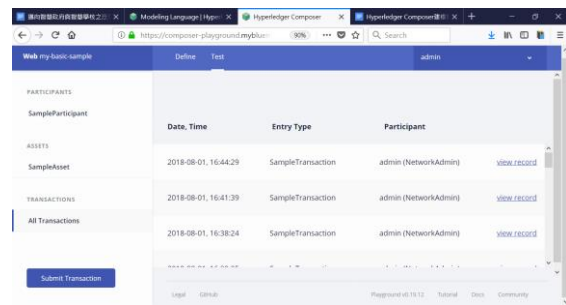 Modeling Language | Hyperl
Hyperledger Composer
https://composer-playground.mybluem
90%
Search
Web my-basic-sample
Define
Test
admin
PARTICIPANTS
SampleParticipant
ASSETS
SampleAsset
TRANSACTIONS
All Transactions
Submit Transaction
Date, Time Entry Type Participant
2018-08-01, 16:44:29 SampleTransaction admin (NetworkAdmin) view record
2018-08-01, 16:41:39 SampleTransaction admin (NetworkAdmin) view record
2018-08-01, 16:38:24 SampleTransaction admin (NetworkAdmin) view record
Legal GitHub Playground v0.19.12 Tutorial Docs Community